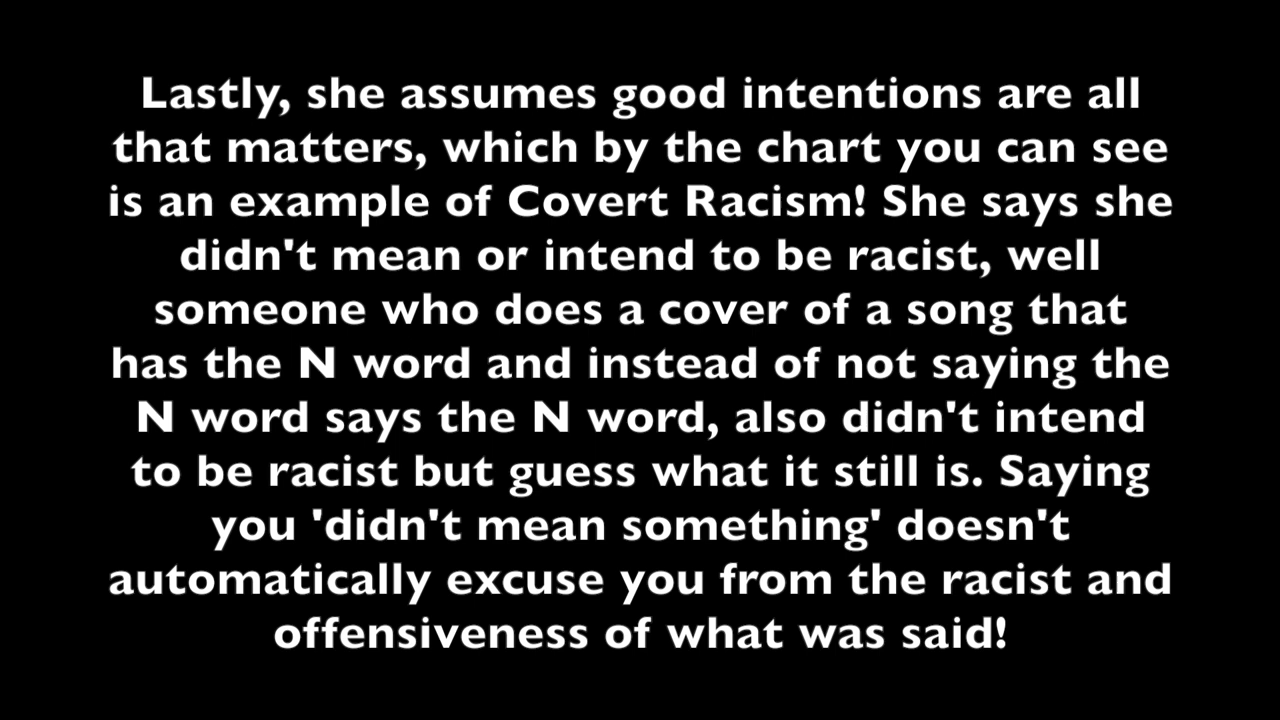 Lastly, she assumes good intentions are all
that matters, which by the chart you can see
is an example of Covert Racism! She says she
didn't mean or intend to be racist, well
someone who does a cover of a song that
has the N word and instead of not saying the
N word says the N word, also didn't intend
to be racist but guess what it still is. Saying
you 'didn't mean something' doesn't
automatically excuse you from the racist and
offensiveness of what was said!